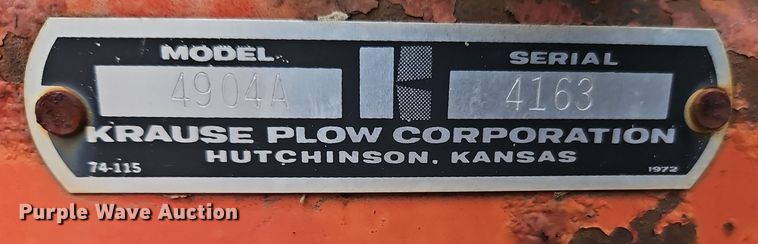 MODEL SERIAL
4904A 4163
KRAUSE PLOW CORPORATION
HUTCHINSON, KANSAS
74-115 1972
Purple Wave Auction